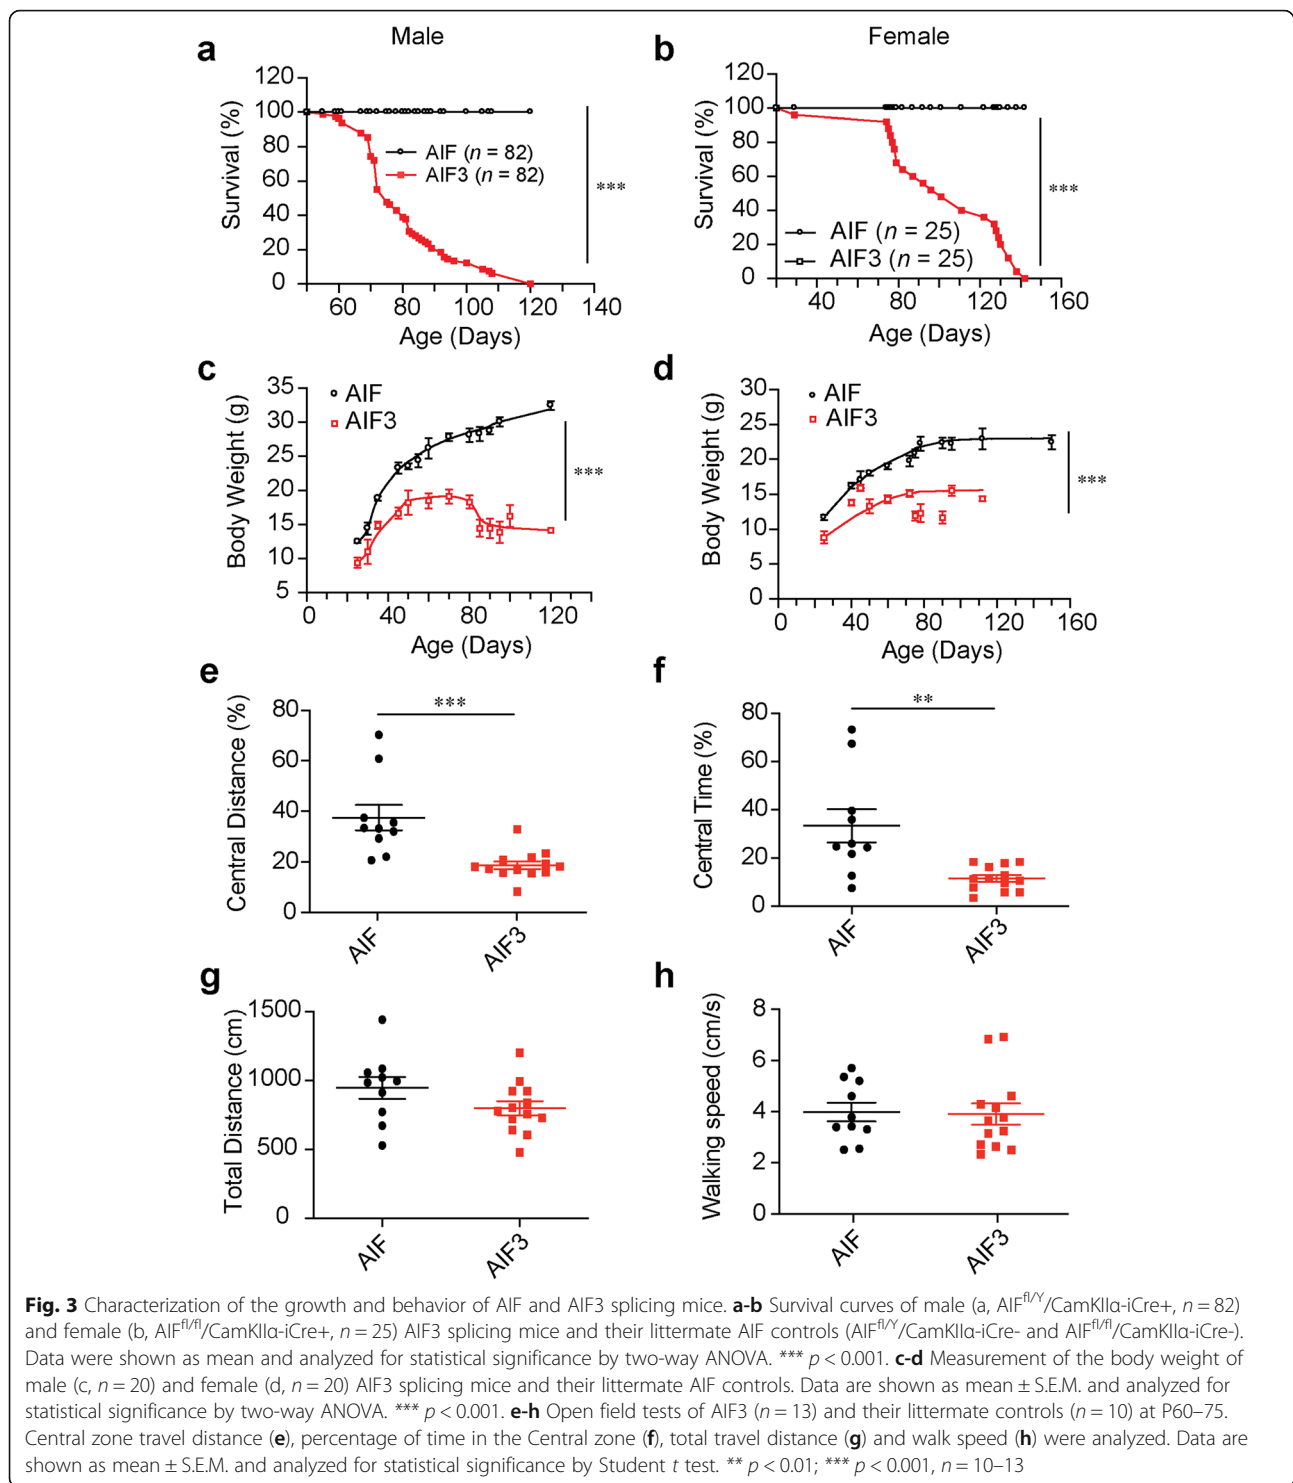 Male
Female
a
120
100
80
60
40
20
0
Survival (%)
AIF (n = 82)
AIF3 (n = 82)
***
60 80 100 120 140
Age (Days)
b
120
100
80
60
40
20
0
Survival (%)
AIF (n = 25)
AIF3 (n = 25)
***
40 80 120 160
Age (Days)
c
35
30
25
20
15
10
5
Body Weight (g)
AIF
AIF3
***
0 40 80 120
Age (Days)
d
30
25
20
15
10
5
0
Body Weight (g)
AIF
AIF3
***
0 40 80 120 160
Age (Days)
e
80
60
40
20
0
Central Distance (%)
***
AIF AIF3
f
80
60
40
20
0
Central Time (%)
**
AIF AIF3
g
1500
1000
500
0
Total Distance (cm)
AIF AIF3
h
8
6
4
2
0
Walking speed (cm/s)
AIF AIF3
Fig. 3 Characterization of the growth and behavior of AIF and AIF3 splicing mice. a-b Survival curves of male (a, AIF^fl/Y/CamKIIα-iCre+, n = 82)
and female (b, AIF^fl/fl/CamKIIα-iCre+, n = 25) AIF3 splicing mice and their littermate AIF controls (AIF^fl/Y/CamKIIα-iCre- and AIF^fl/fl/CamKIIα-iCre-).
Data were shown as mean and analyzed for statistical significance by two-way ANOVA. *** p < 0.001. c-d Measurement of the body weight of
male (c, n = 20) and female (d, n = 20) AIF3 splicing mice and their littermate AIF controls. Data are shown as mean ± S.E.M. and analyzed for
statistical significance by two-way ANOVA. *** p < 0.001. e-h Open field tests of AIF3 (n = 13) and their littermate controls (n = 10) at P60–75.
Central zone travel distance (e), percentage of time in the Central zone (f), total travel distance (g) and walk speed (h) were analyzed. Data are
shown as mean ± S.E.M. and analyzed for statistical significance by Student t test. ** p < 0.01; *** p < 0.001, n = 10–13